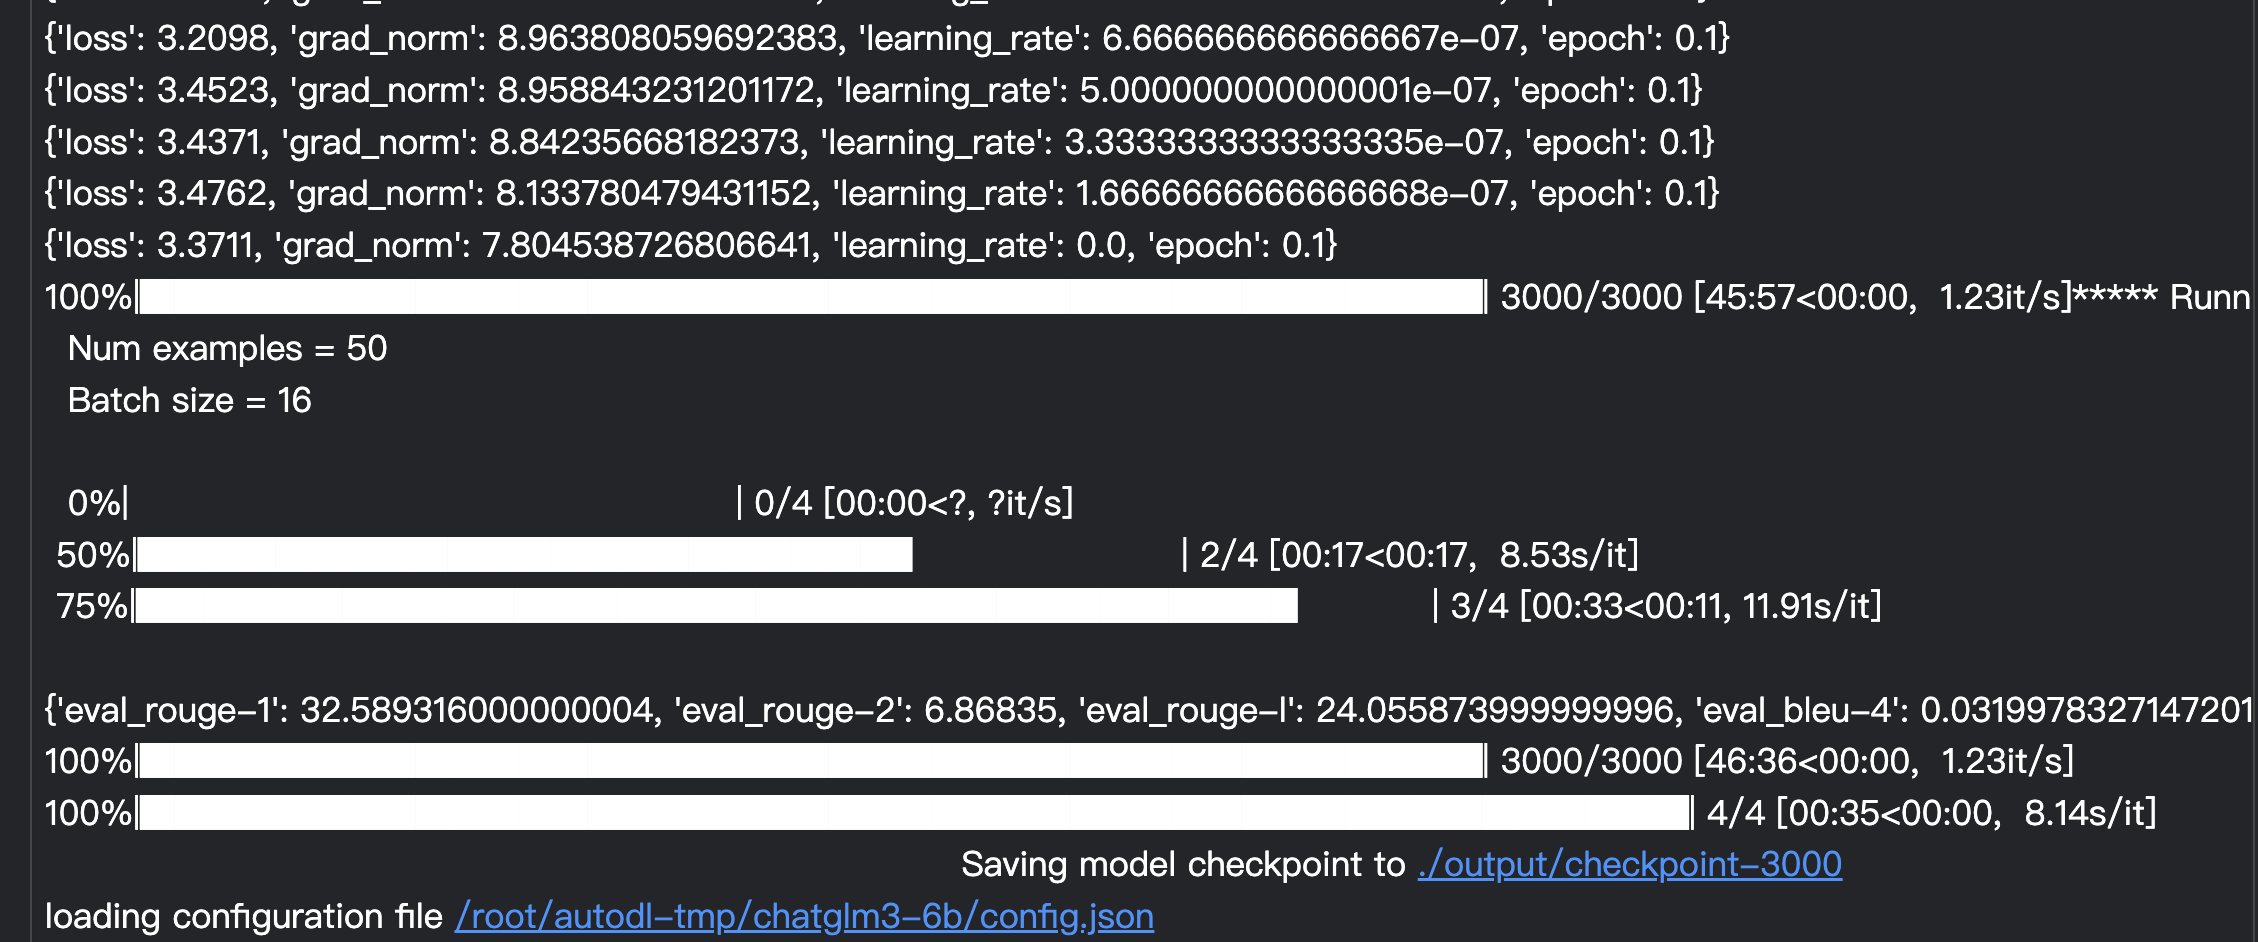 {'loss': 3.2098, 'grad_norm': 8.963808059692383, 'learning_rate': 6.666666666666667e-07, 'epoch': 0.1}
{'loss': 3.4523, 'grad_norm': 8.958843231201172, 'learning_rate': 5.000000000000001e-07, 'epoch': 0.1}
{'loss': 3.4371, 'grad_norm': 8.84235668182373, 'learning_rate': 3.3333333333333335e-07, 'epoch': 0.1}
{'loss': 3.4762, 'grad_norm': 8.133780479431152, 'learning_rate': 1.6666666666666668e-07, 'epoch': 0.1}
{'loss': 3.3711, 'grad_norm': 7.804538726806641, 'learning_rate': 0.0, 'epoch': 0.1}
100%| | 3000/3000 [45:57<00:00, 1.23it/s]***** Runn
Num examples = 50
Batch size = 16
0%| | 0/4 [00:00<?, ?it/s]
50%| | 2/4 [00:17<00:17, 8.53s/it]
75%| | 3/4 [00:33<00:11, 11.91s/it]
{'eval_rouge-1': 32.589316000000004, 'eval_rouge-2': 6.86835, 'eval_rouge-l': 24.055873999999996, 'eval_bleu-4': 0.0319978327147201
100%| | 3000/3000 [46:36<00:00, 1.23it/s]
100%| | 4/4 [00:35<00:00, 8.14s/it]
Saving model checkpoint to ./output/checkpoint-3000
loading configuration file /root/autodl-tmp/chatglm3-6b/config.json